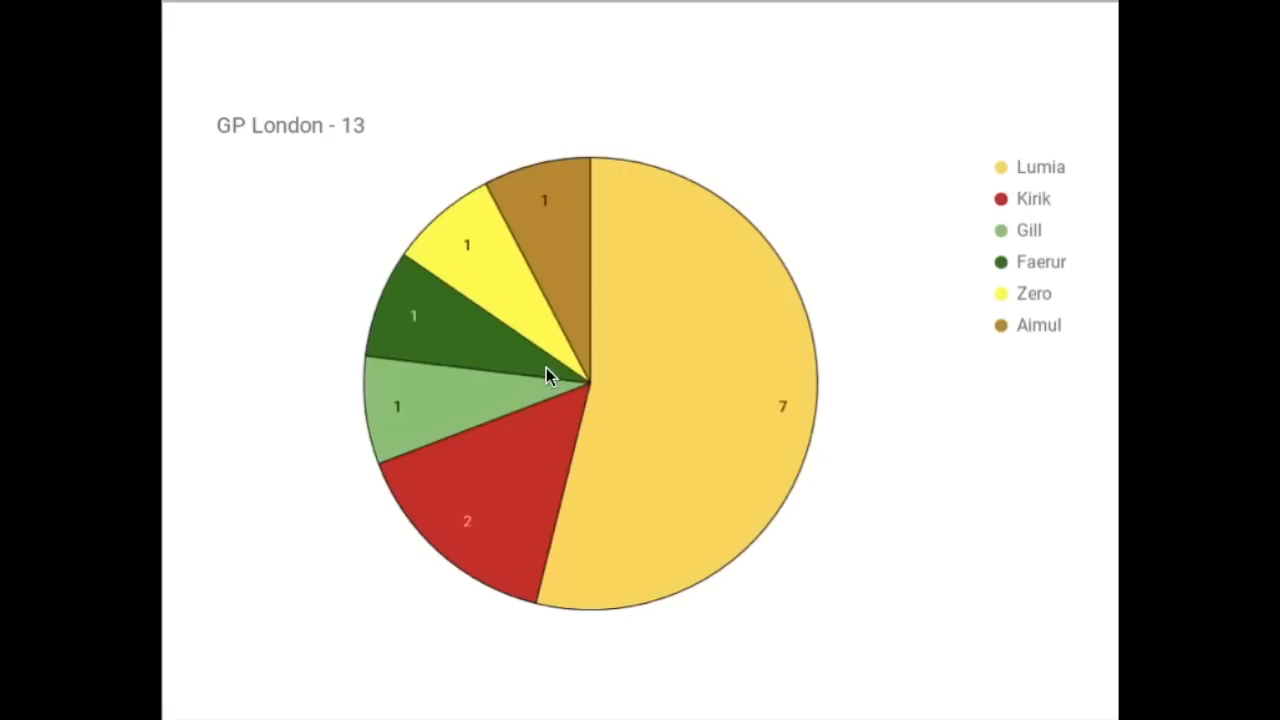 GP London - 13
Lumia
Kirik
Gill
Faerur
Zero
Aimul
1
1
1
1
7
2